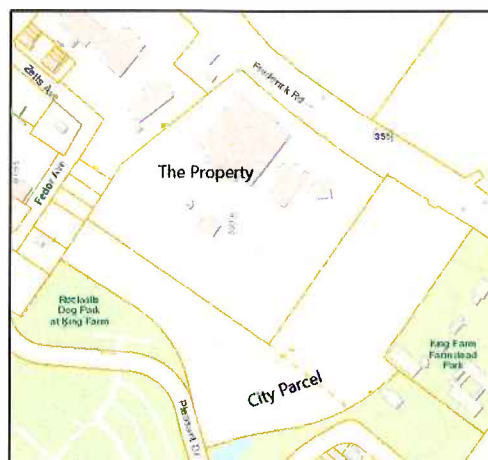 Zeils Ave
Frederick Rd
355
The Property
Fedor Ave
Rockville
Dog Park
at King Farm
King Farm
Farmstead
Park
City Parcel
Pleasant Dr